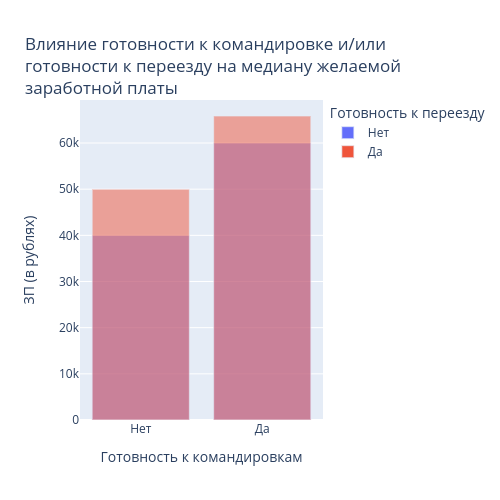 Влияние готовности к командировке и/или
готовности к переезду на медиану желаемой
заработной платы
Готовность к переезду
Нет
Да
60k
50k
40k
30k
20k
10k
0
ЗП (в рублях)
Нет
Да
Готовность к командировкам